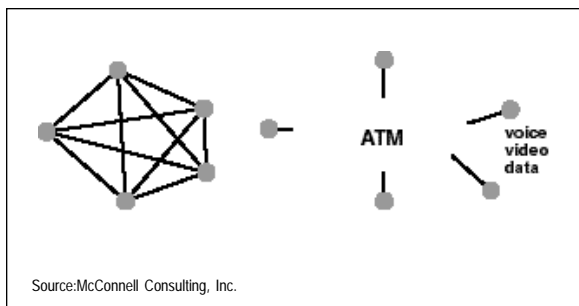 ATM
voice
video
data
Source:McConnell Consulting, Inc.